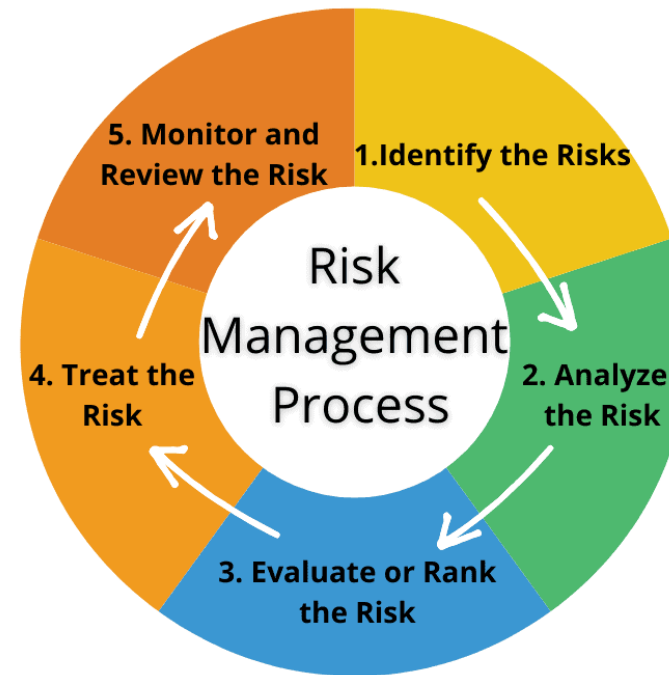 Risk
Management
Process
1.Identify the Risks
2. Analyze
the Risk
3. Evaluate or Rank
the Risk
4. Treat the
Risk
5. Monitor and
Review the Risk